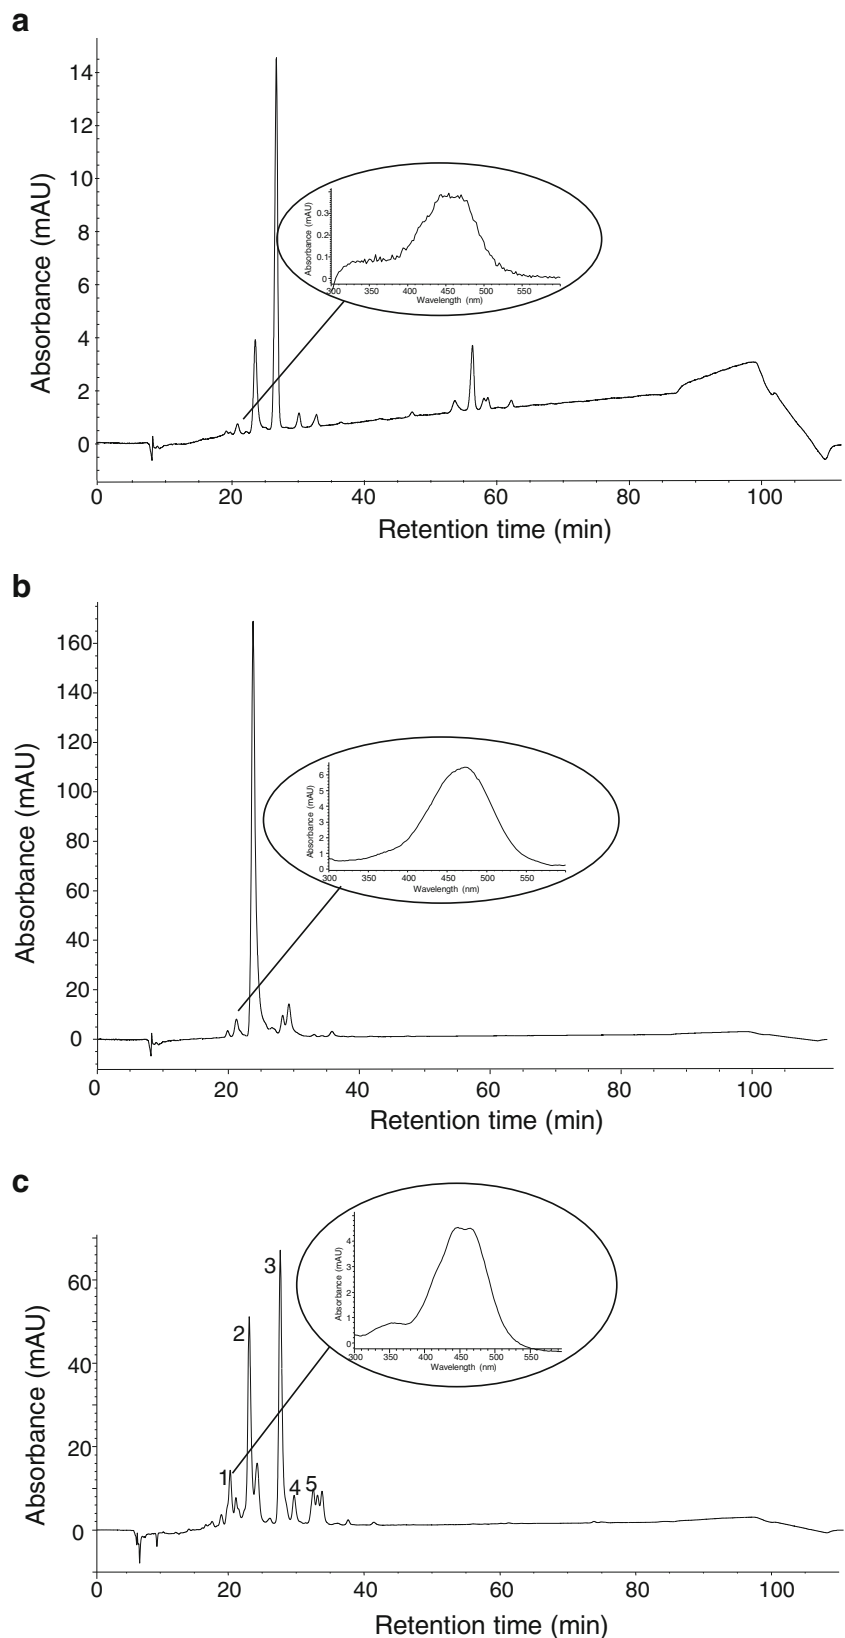 a
14
12
10
8
6
4
2
0
Absorbance (mAU)
0 20 40 60 80 100
Retention time (min)
0.3
0.2
0.1
0
Absorbance (mAU)
300 350 400 450 500 550
Wavelength (nm)
b
160
140
120
100
80
60
40
20
0
Absorbance (mAU)
0 20 40 60 80 100
Retention time (min)
6
5
4
3
2
1
0
Absorbance (mAU)
300 350 400 450 500 550
Wavelength (nm)
c
60
40
20
0
Absorbance (mAU)
1 2 3 4 5
0 20 40 60 80 100
Retention time (min)
4
3
2
1
0
Absorbance (mAU)
300 350 400 450 500 550
Wavelength (nm)